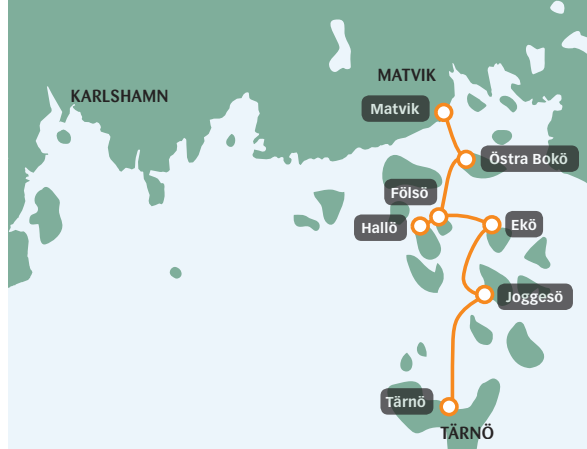 MATVIK
KARLSHAMN
Matvik
Östra Bokö
Fölsö
Hallö
Ekö
Joggesö
Tärnö
TÄRNÖ